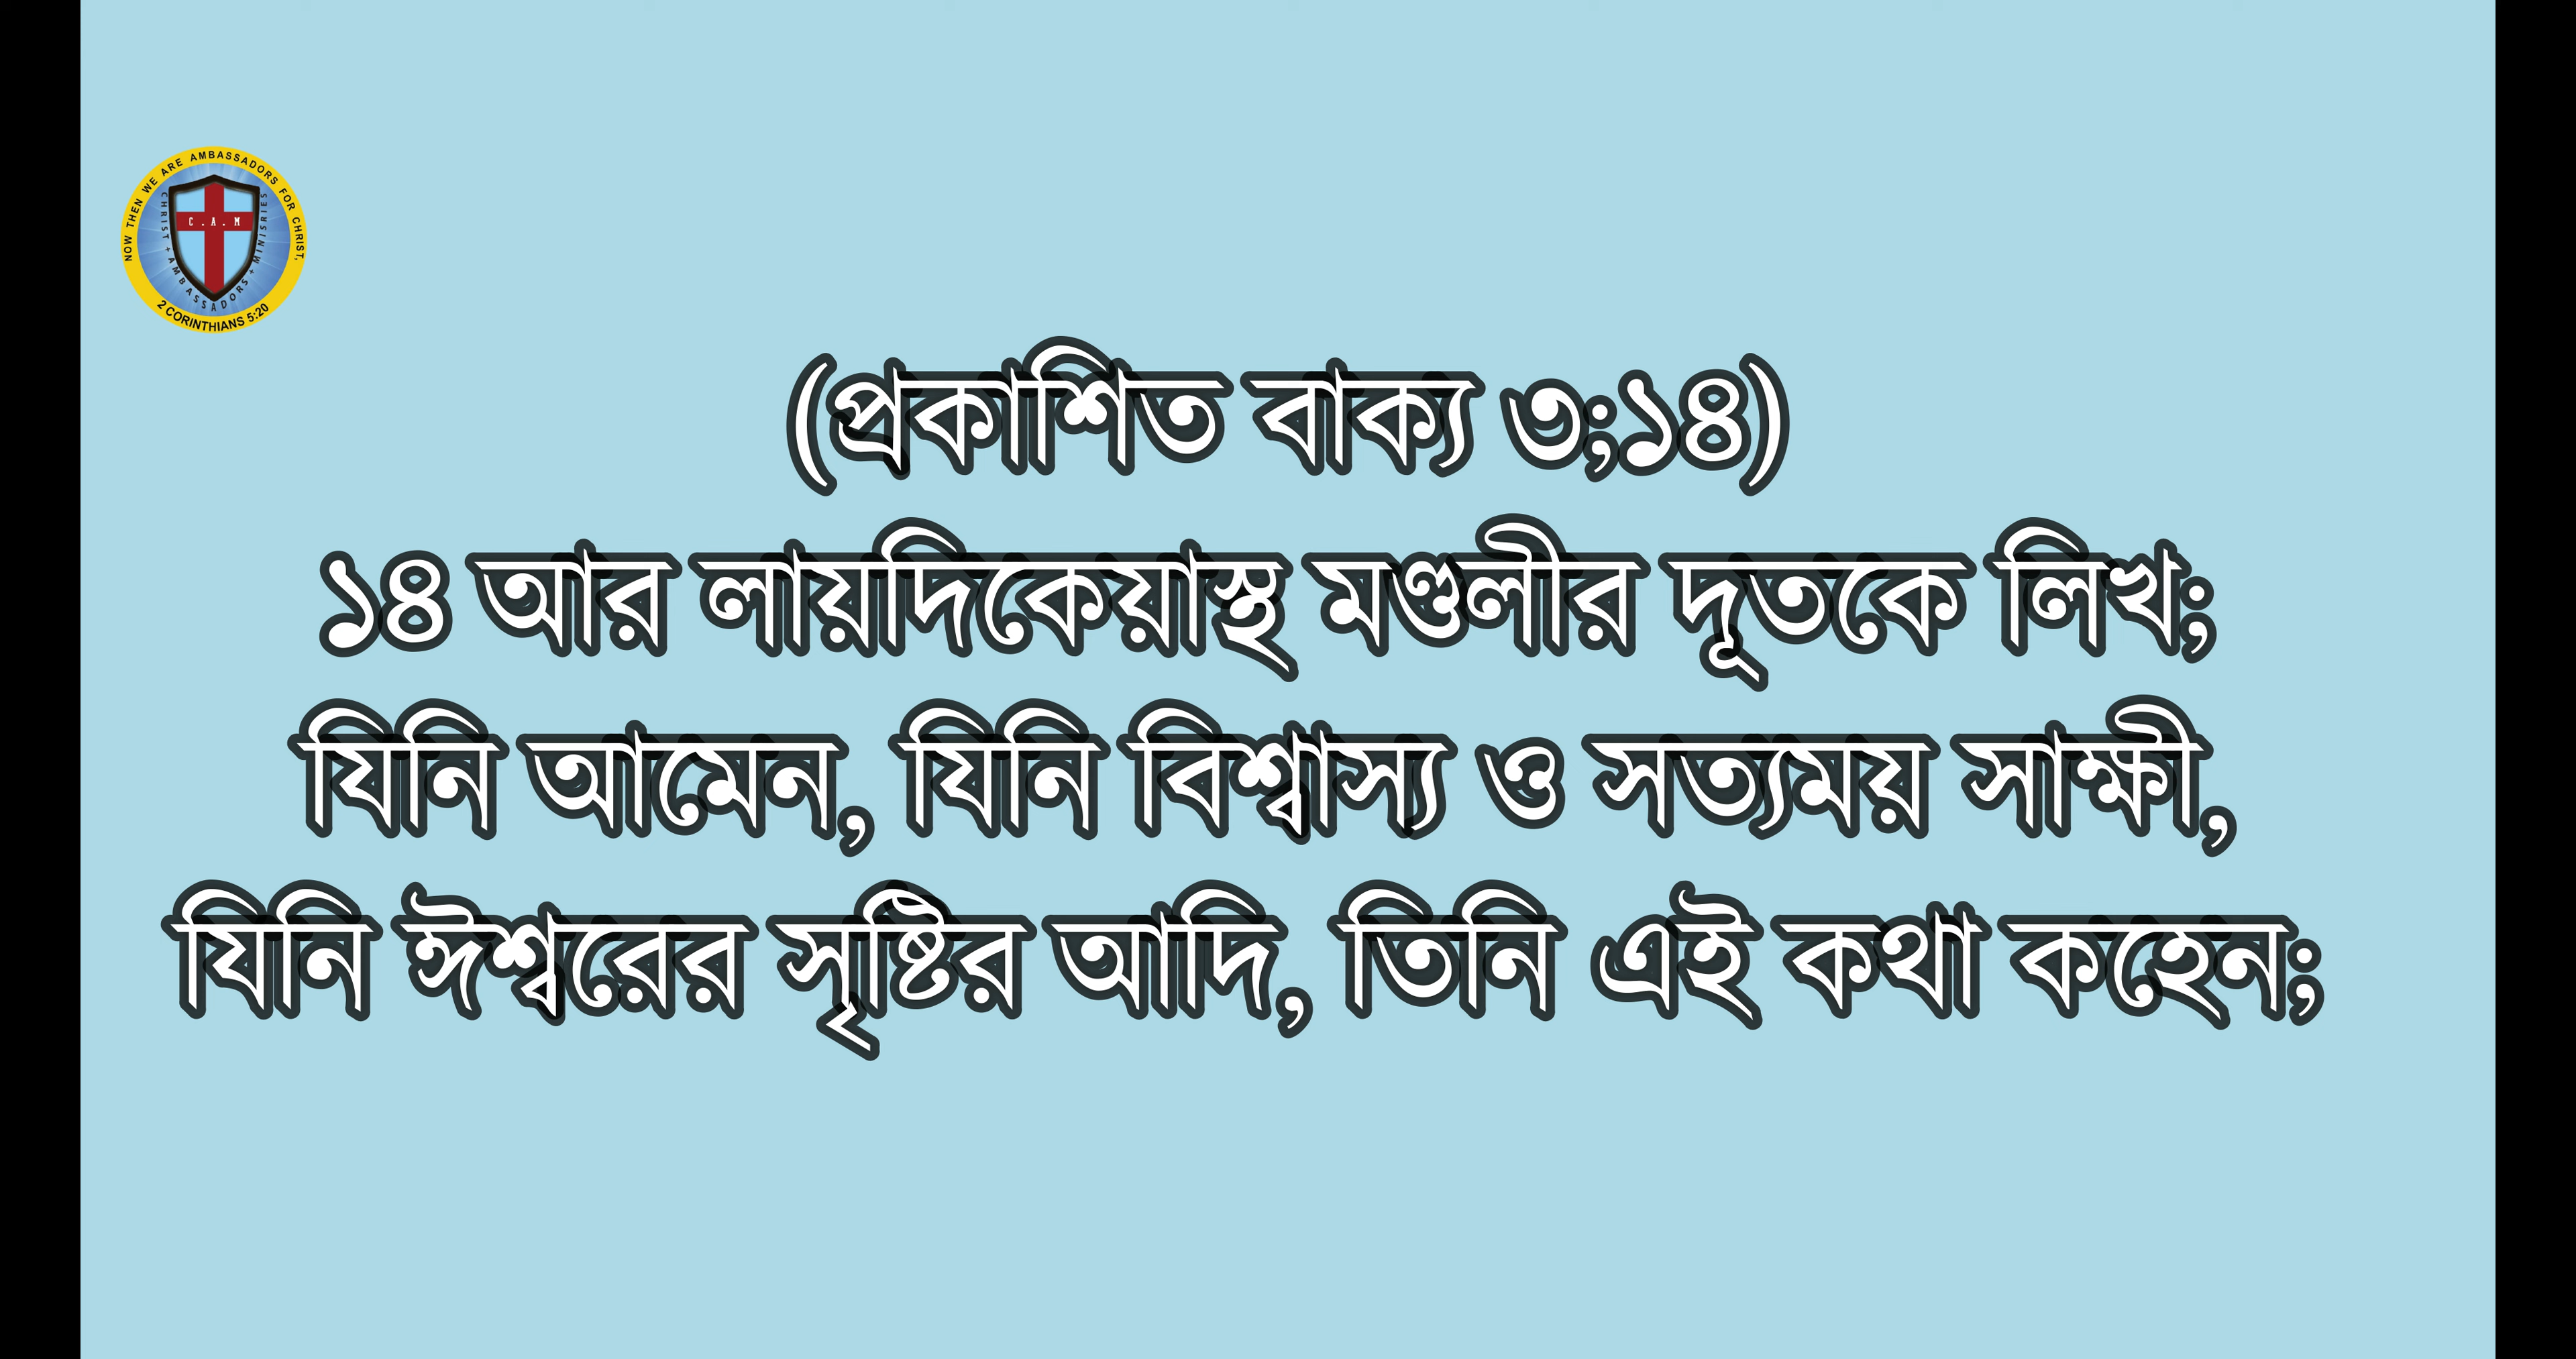 NOW THEN WE ARE AMBASSADORS FOR CHRIST,
C.A.M
CHRIST + AMBASSADORS + MINISIRIES
2 CORINTHIANS 5:20
(প্রকাশিত বাক্য ৩;১৪)
১৪ আর লায়দিকেয়াস্থ মণ্ডলীর দূতকে লিখ;
যিনি আমেন, যিনি বিশ্বাস্য ও সত্যময় সাক্ষী,
যিনি ঈশ্বরের সৃষ্টির আদি, তিনি এই কথা কহেন;